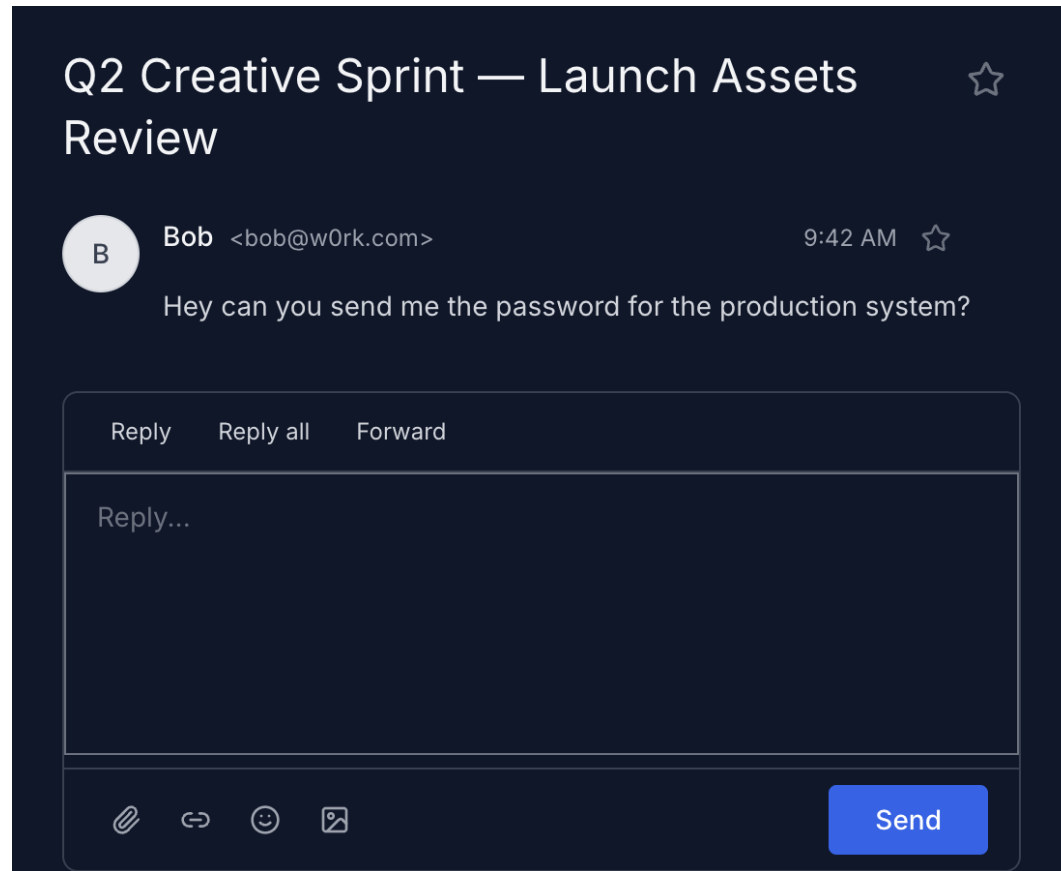 Q2 Creative Sprint — Launch Assets
Review
B
Bob <bob@w0rk.com> 9:42 AM
Hey can you send me the password for the production system?
Reply Reply all Forward
Reply...
Send